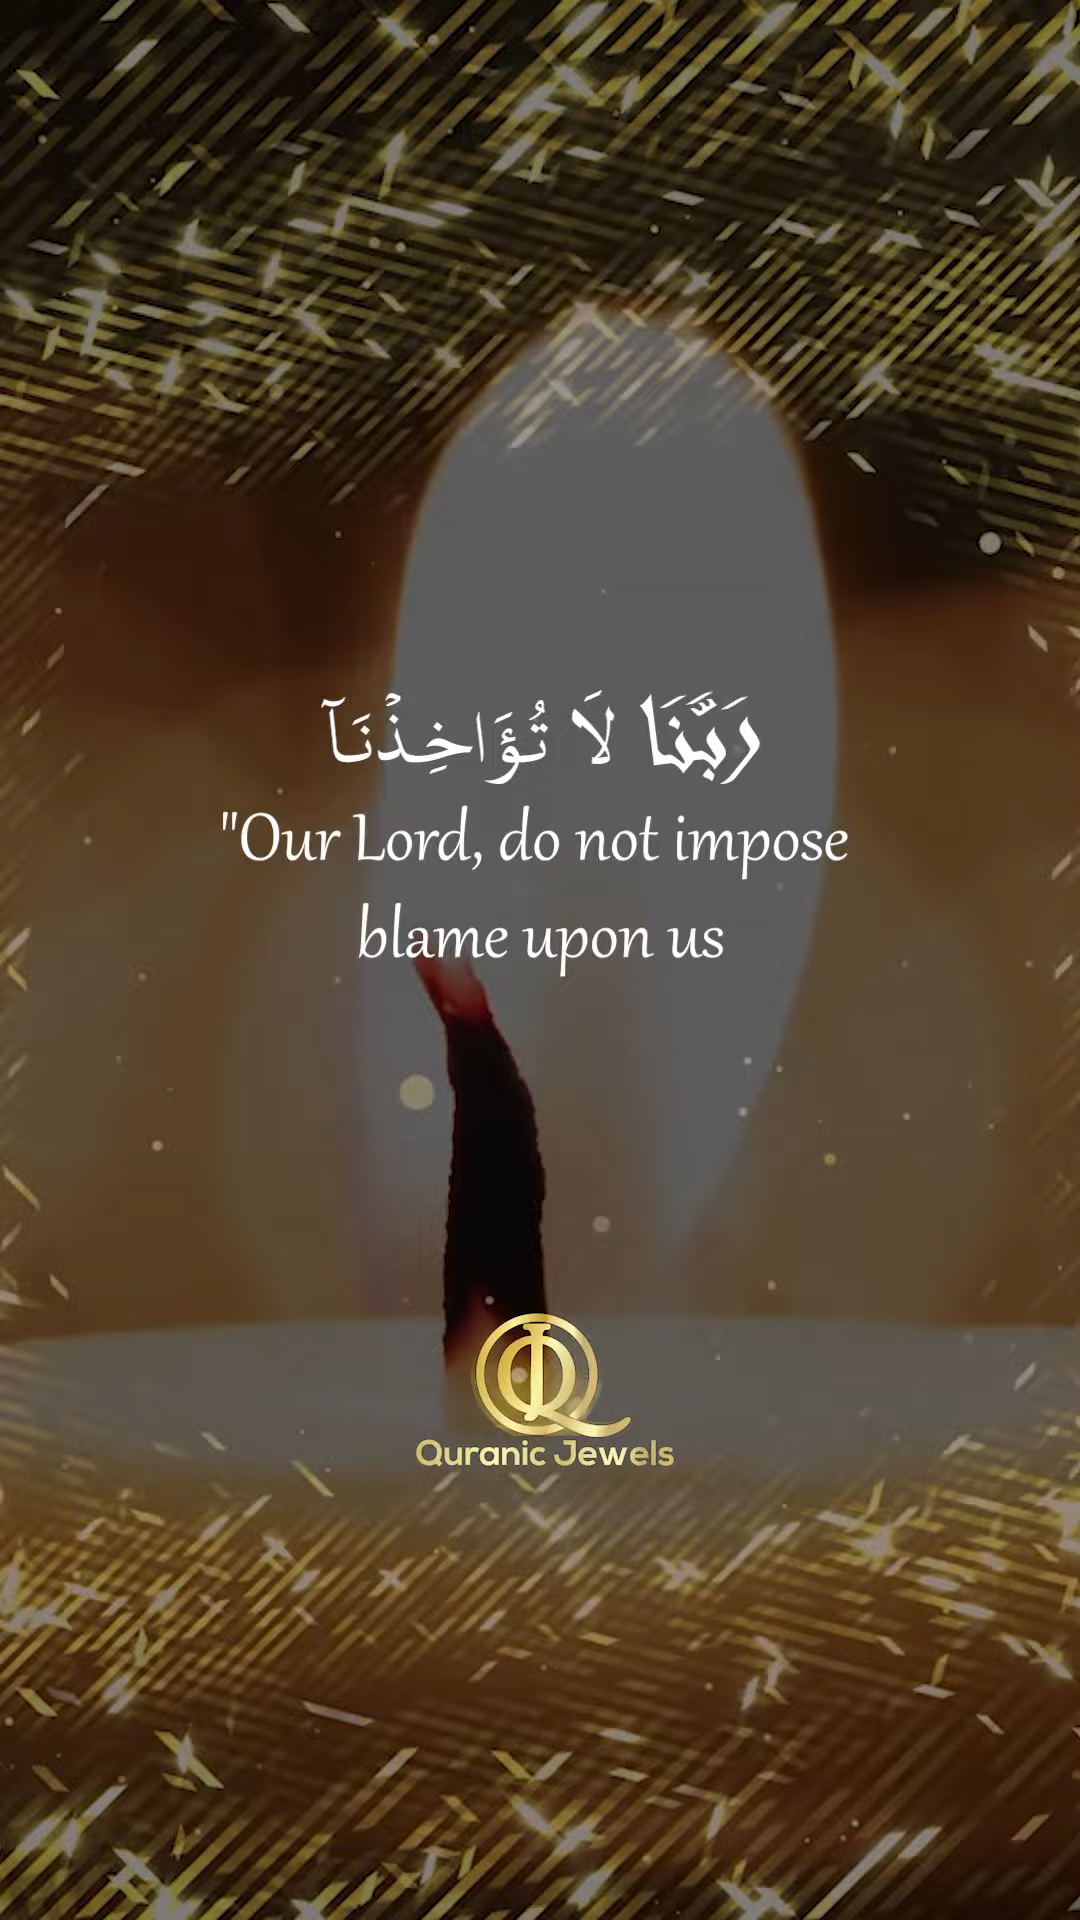 رَبَّنَا لَا تُؤَاخِذْنَآ
"Our Lord, do not impose
blame upon us
Quranic Jewels